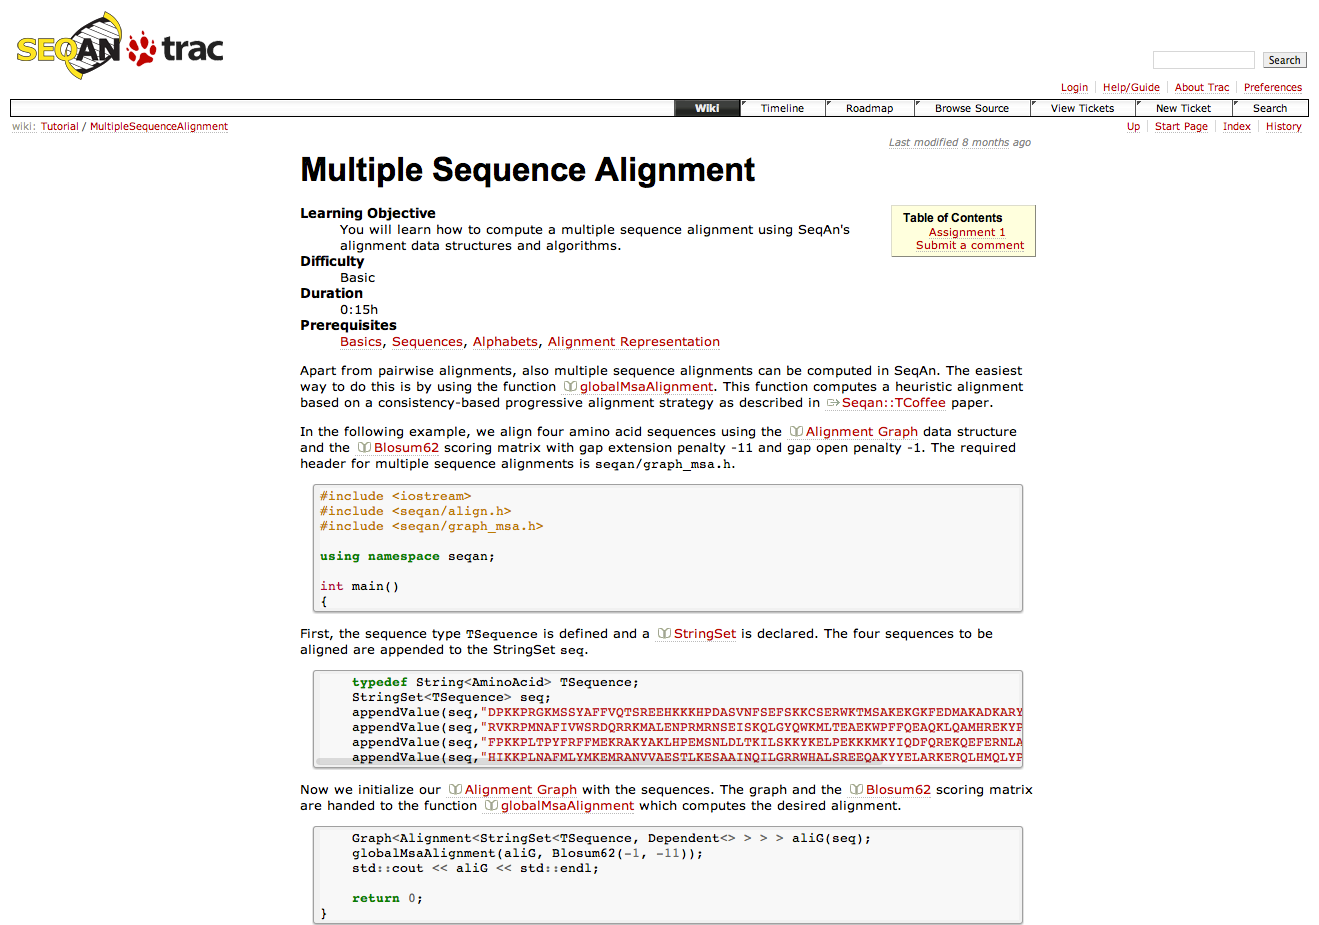 SEQAN trac
Search
Login Help/Guide About Trac Preferences
Wiki Timeline Roadmap Browse Source View Tickets New Ticket Search
wiki: Tutorial / MultipleSequenceAlignment
Up Start Page Index History
Last modified 8 months ago
Multiple Sequence Alignment
Learning Objective
You will learn how to compute a multiple sequence alignment using SeqAn's
alignment data structures and algorithms.
Difficulty
Basic
Duration
0:15h
Prerequisites
Basics, Sequences, Alphabets, Alignment Representation
Table of Contents
Assignment 1
Submit a comment
Apart from pairwise alignments, also multiple sequence alignments can be computed in SeqAn. The easiest
way to do this is by using the function globalMsaAlignment. This function computes a heuristic alignment
based on a consistency-based progressive alignment strategy as described in Seqan::TCoffee paper.
In the following example, we align four amino acid sequences using the Alignment Graph data structure
and the Blosum62 scoring matrix with gap extension penalty -11 and gap open penalty -1. The required
header for multiple sequence alignments is seqan/graph_msa.h.
#include <iostream>
#include <seqan/align.h>
#include <seqan/graph_msa.h>
using namespace seqan;
int main()
{
First, the sequence type TSequence is defined and a StringSet is declared. The four sequences to be
aligned are appended to the StringSet seq.
typedef String<AminoAcid> TSequence;
StringSet<TSequence> seq;
appendValue(seq,"DPKKPRGKMSSYAFFVQTSREEHKKKHPDASVNFSEFSKKCSERWKTMSAKEKGKFEDMAKADKARY
appendValue(seq,"RVKRPMNAFIVWSRDQRRKMALENPRMRNSEISKQLGYQWKMLTEAEKWPFFQEAQKLQAMHREKYP
appendValue(seq,"FPKKPLTPYFRFFMEKRAKYAKLHPEMSNLDLTKILSKKYKELPEKKKMKYIQDFQREKQEFERNLA
appendValue(seq,"HIKKPLNAFMLYMKEMRANVVAESTLKESAAINQILGRRWHALSREEQAKYYELARKERQLHMQLYP
Now we initialize our Alignment Graph with the sequences. The graph and the Blosum62 scoring matrix
are handed to the function globalMsaAlignment which computes the desired alignment.
Graph<Alignment<StringSet<TSequence, Dependent<> > > > aliG(seq);
globalMsaAlignment(aliG, Blosum62(-1, -11));
std::cout << aliG << std::endl;
return 0;
}